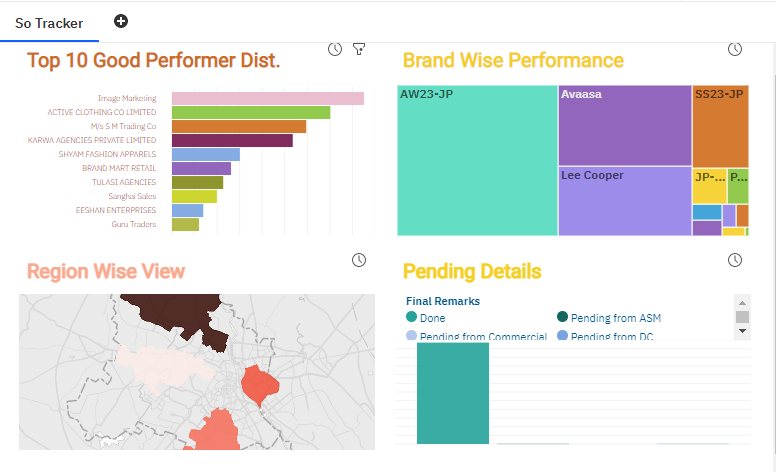 So Tracker
Top 10 Good Performer Dist.
Image Marketing
ACTIVE CLOTHING CO LIMITED
M/s S M Trading Co
KARWA AGENCIES PRIVATE LIMITED
SHYAM FASHION APPARELS
BRAND MART RETAIL
TULASI AGENCIES
Sanghai Sales
EESHAN ENTERPRISES
Guru Traders
Brand Wise Performance
AW23-JP
Avaasa
SS23-JP
Lee Cooper
JP-...
P...
Region Wise View
Pending Details
Final Remarks
Done
Pending from ASM
Pending from Commercial
Pending from DC